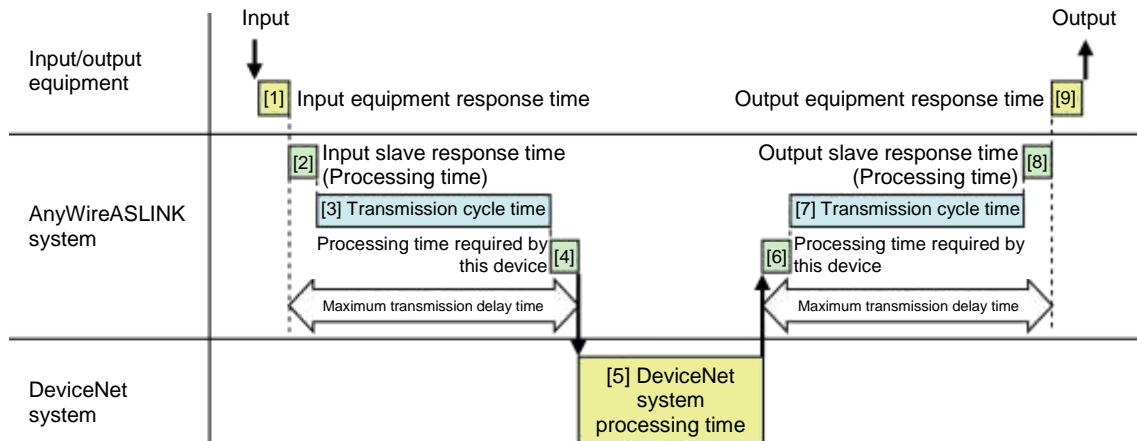 Input
Output
Input/output
equipment
[1]
Input equipment response time
Output equipment response time
[9]
AnyWireASLINK
system
[2]
Input slave response time
(Processing time)
Output slave response time
(Processing time)
[8]
[3] Transmission cycle time
[7] Transmission cycle time
Processing time required by
this device
[4]
[6]
Processing time required by
this device
Maximum transmission delay time
Maximum transmission delay time
DeviceNet
system
[5] DeviceNet
system
processing time